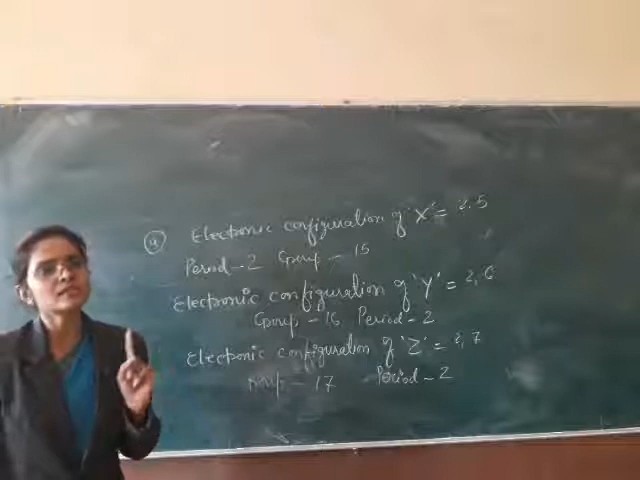 (a) Electronic configuration of 'X' = 2,5
Period - 2 Group - 15
Electronic configuration of 'Y' = 2,6
Group - 16 Period - 2
Electronic configuration of 'Z' = 2,7
Group - 17 Period - 2